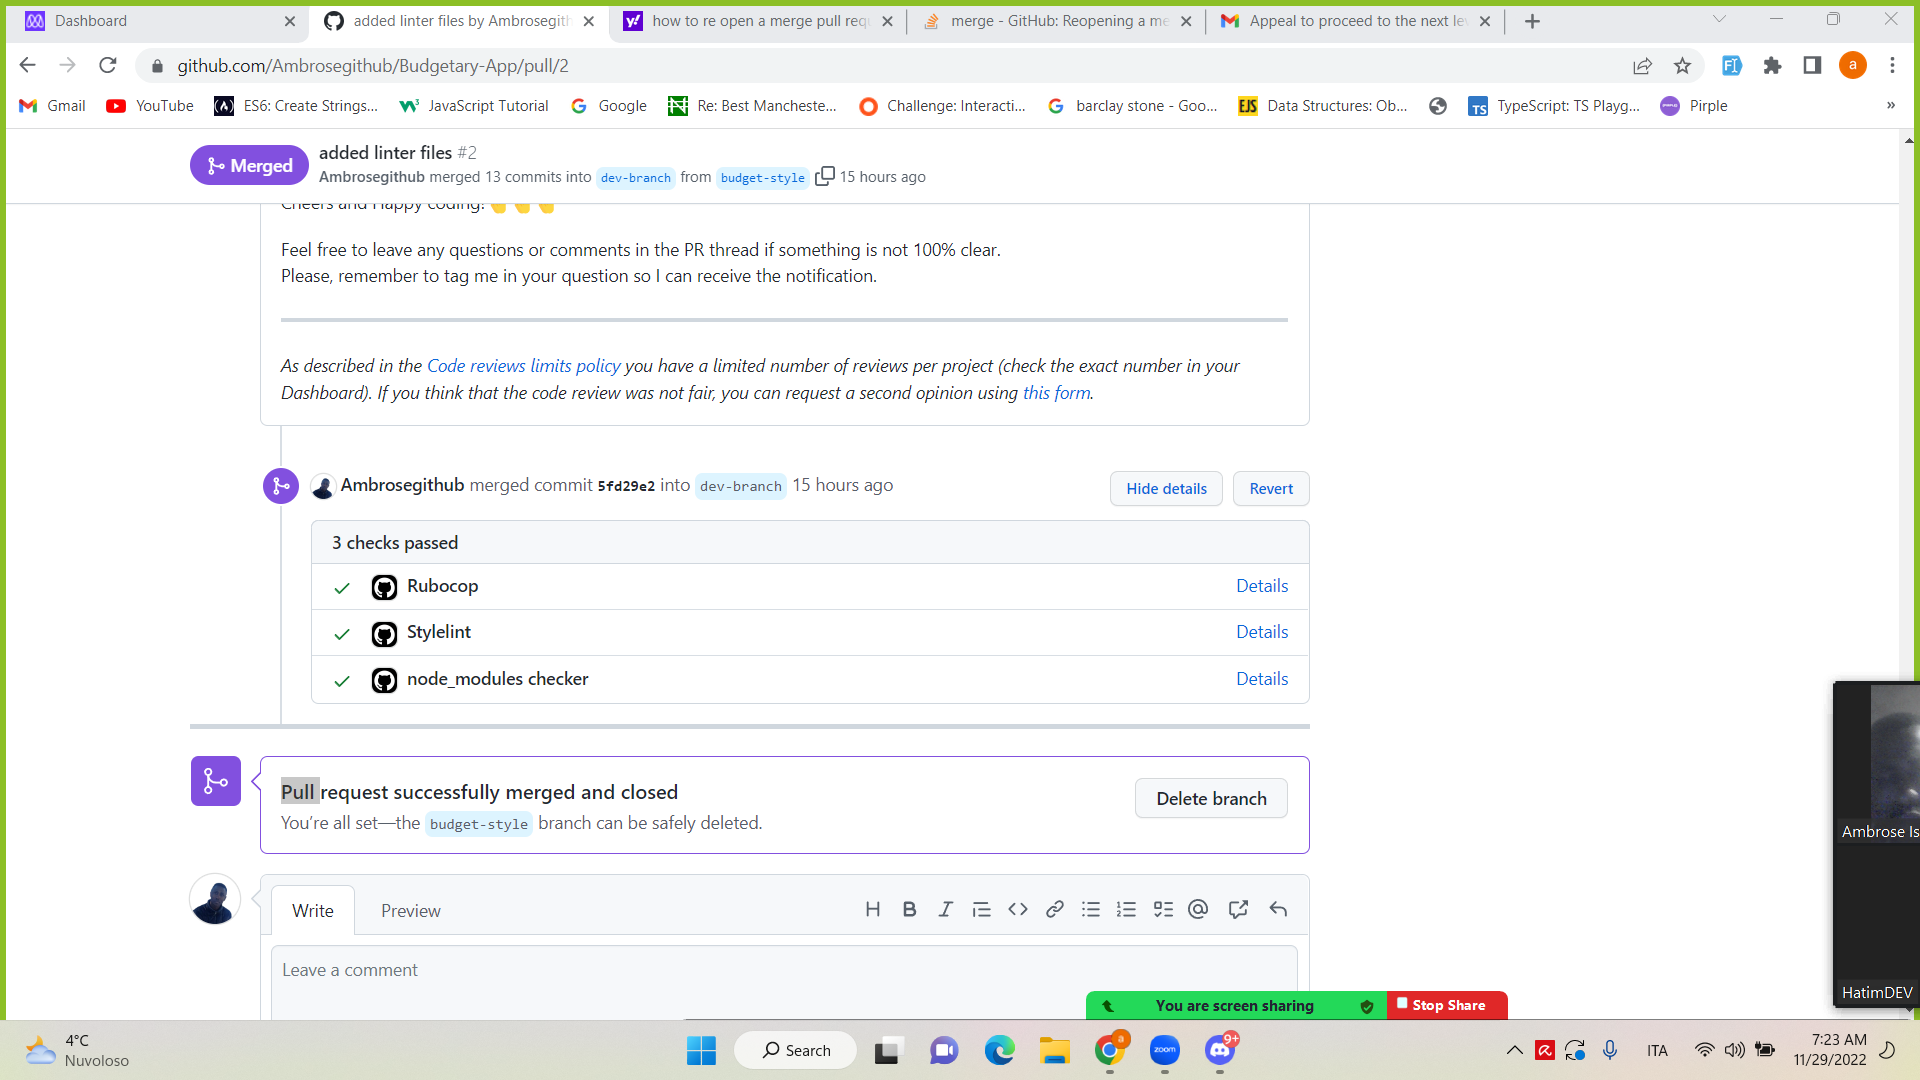 Dashboard
added linter files by Ambrosegith
how to re open a merge pull requ
merge - GitHub: Reopening a me
Appeal to proceed to the next lev
github.com/Ambrosegithub/Budgetary-App/pull/2
a
Gmail
YouTube
ES6: Create Strings...
JavaScript Tutorial
Google
Re: Best Mancheste...
Challenge: Interacti...
barclay stone - Goo...
EJS
Data Structures: Ob...
TS
TypeScript: TS Playg...
Pirple
»
Merged
added linter files #2
Ambrosegithub merged 13 commits into dev-branch from budget-style 15 hours ago
Cheers and Happy coding!
Feel free to leave any questions or comments in the PR thread if something is not 100% clear.
Please, remember to tag me in your question so I can receive the notification.
As described in the Code reviews limits policy you have a limited number of reviews per project (check the exact number in your
Dashboard). If you think that the code review was not fair, you can request a second opinion using this form.
Ambrosegithub merged commit 5fd29e2 into dev-branch 15 hours ago
Hide details
Revert
3 checks passed
Rubocop
Details
Stylelint
Details
node_modules checker
Details
Pull request successfully merged and closed
You're all set—the budget-style branch can be safely deleted.
Delete branch
Write
Preview
Leave a comment
Ambrose Is
HatimDEV
You are screen sharing
Stop Share
4°C
Nuvoloso
Search
a
zoom
9+
ITA
7:23 AM
11/29/2022